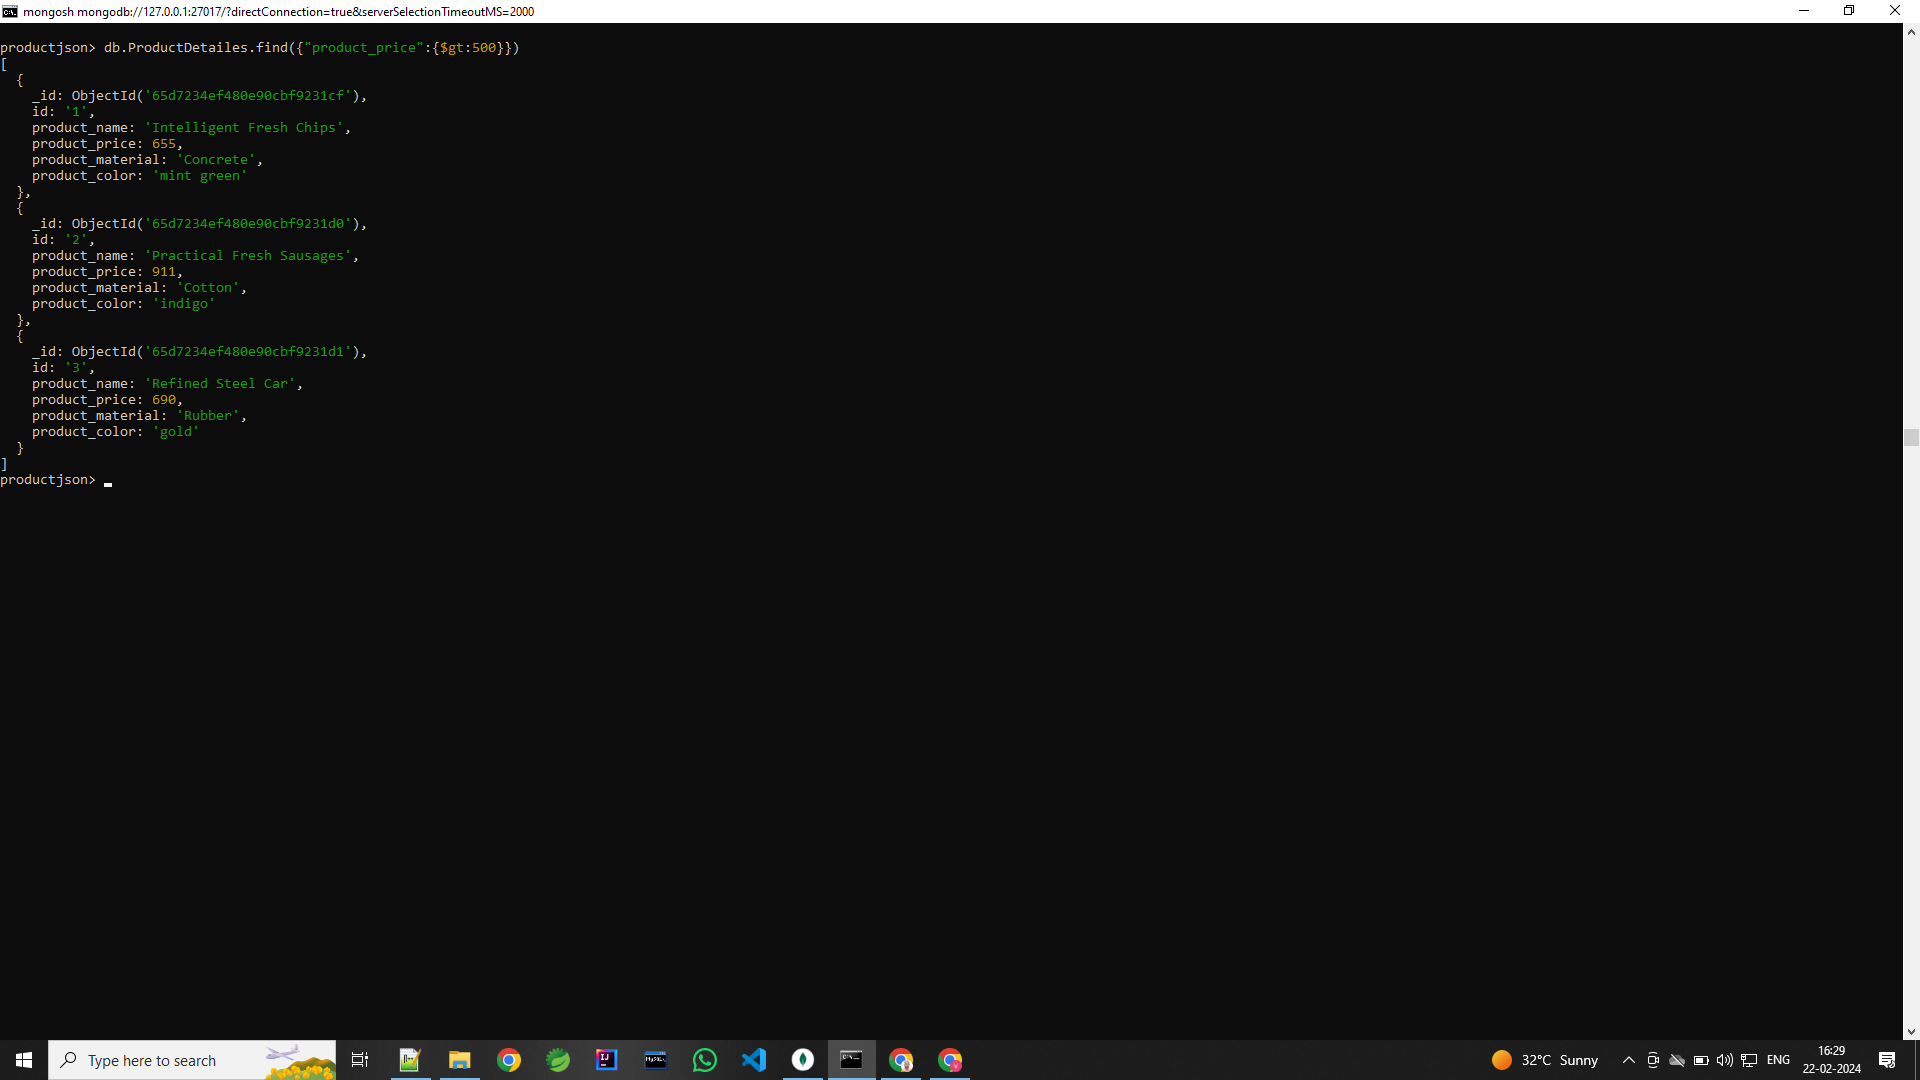 mongosh mongodb://127.0.0.1:27017/?directConnection=true&serverSelectionTimeoutMS=2000
productjson> db.ProductDetailes.find({"product_price":{$gt:500}})
[
  {
    _id: ObjectId('65d7234ef480e90cbf9231cf'),
    id: '1',
    product_name: 'Intelligent Fresh Chips',
    product_price: 655,
    product_material: 'Concrete',
    product_color: 'mint green'
  },
  {
    _id: ObjectId('65d7234ef480e90cbf9231d0'),
    id: '2',
    product_name: 'Practical Fresh Sausages',
    product_price: 911,
    product_material: 'Cotton',
    product_color: 'indigo'
  },
  {
    _id: ObjectId('65d7234ef480e90cbf9231d1'),
    id: '3',
    product_name: 'Refined Steel Car',
    product_price: 690,
    product_material: 'Rubber',
    product_color: 'gold'
  }
]
productjson>
Type here to search
32°C Sunny
ENG
16:29
22-02-2024